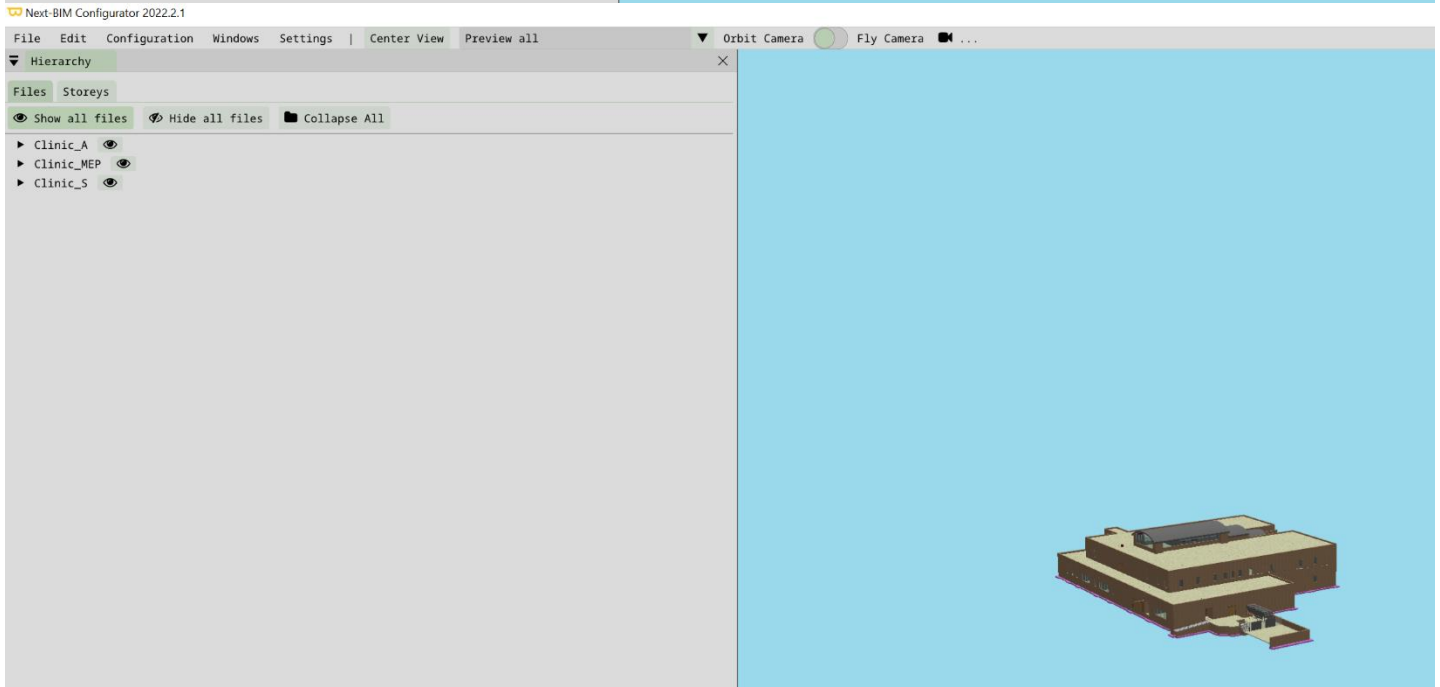 Next-BIM Configurator 2022.2.1
File Edit Configuration Windows Settings | Center View Preview all Orbit Camera Fly Camera ...
Hierarchy
Files Storeys
Show all files Hide all files Collapse All
Clinic_A
Clinic_MEP
Clinic_S